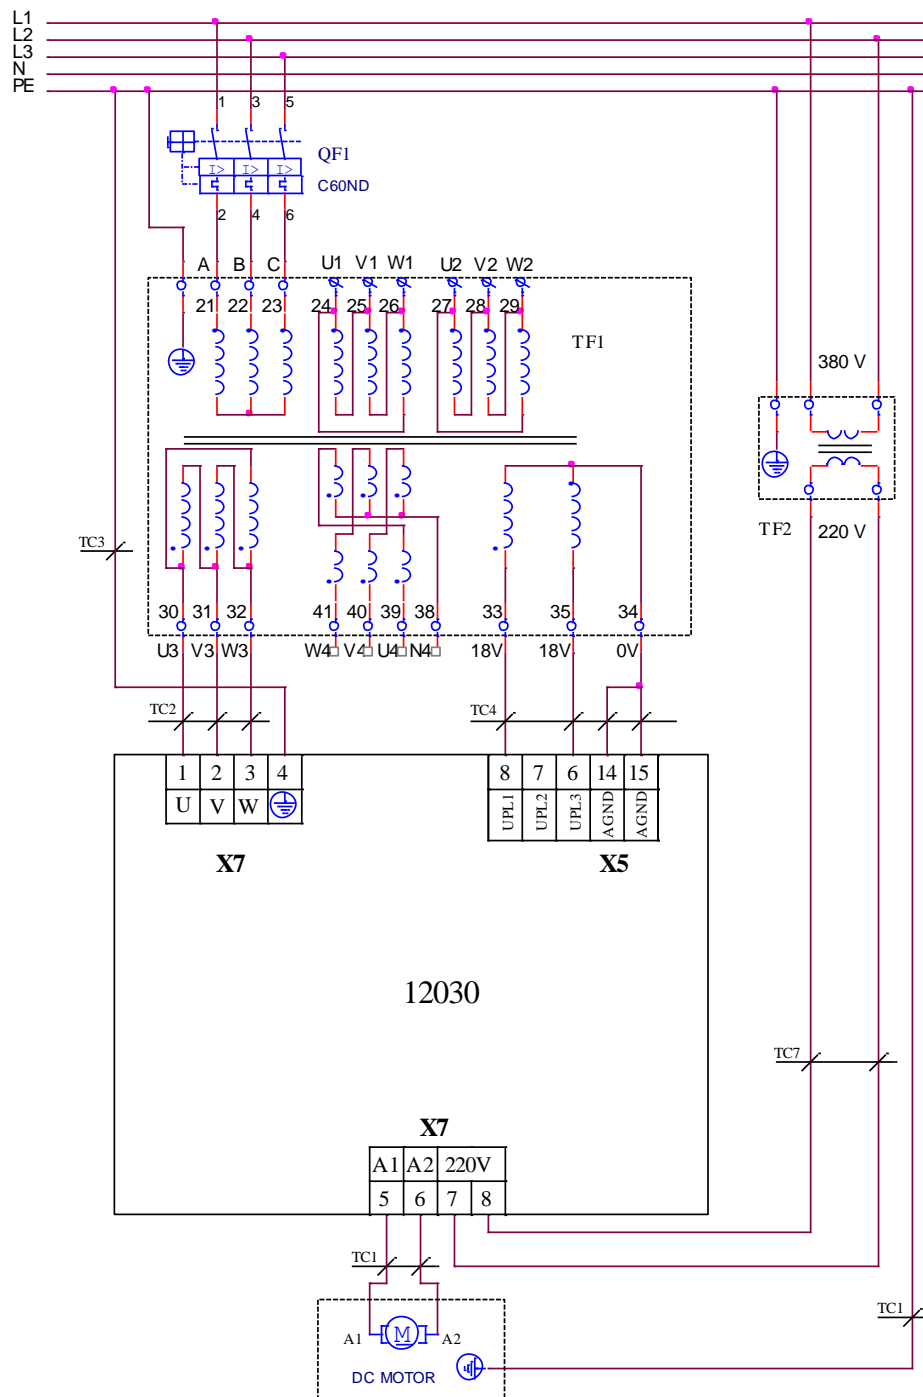 L1
L2
L3
N
PE
1 3 5
QF1
I> I> I>
C60ND
2 4 6
A B C U1 V1 W1 U2 V2 W2
21 22 23 24 25 26 27 28 29
TF1
380 V
TC3
TF2 220 V
30 31 32 41 40 39 38 33 35 34
U3 V3 W3 W4 V4 U4 N4 18V 18V 0V
TC2 TC4
1 2 3 4 8 7 6 14 15
U V W UPL1 UPL2 UPL3 AGND AGND
X7 X5
12030
TC7
X7
A1 A2 220V
5 6 7 8
TC1
TC1
A1 M A2
DC MOTOR